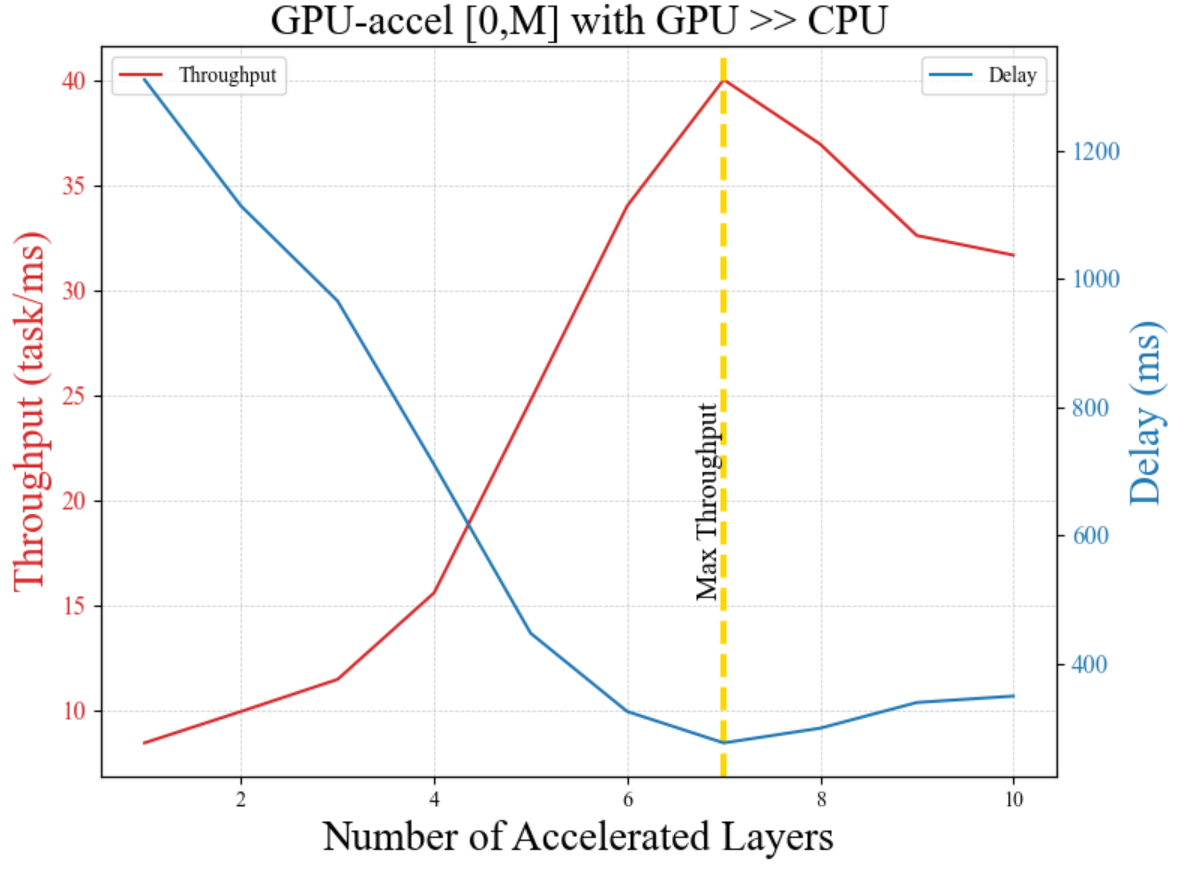 GPU-accel [0,M] with GPU >> CPU
Throughput
Delay
40
35
30
25
20
15
10
Throughput (task/ms)
Max Throughput
1200
1000
800
600
400
Delay (ms)
2 4 6 8 10
Number of Accelerated Layers